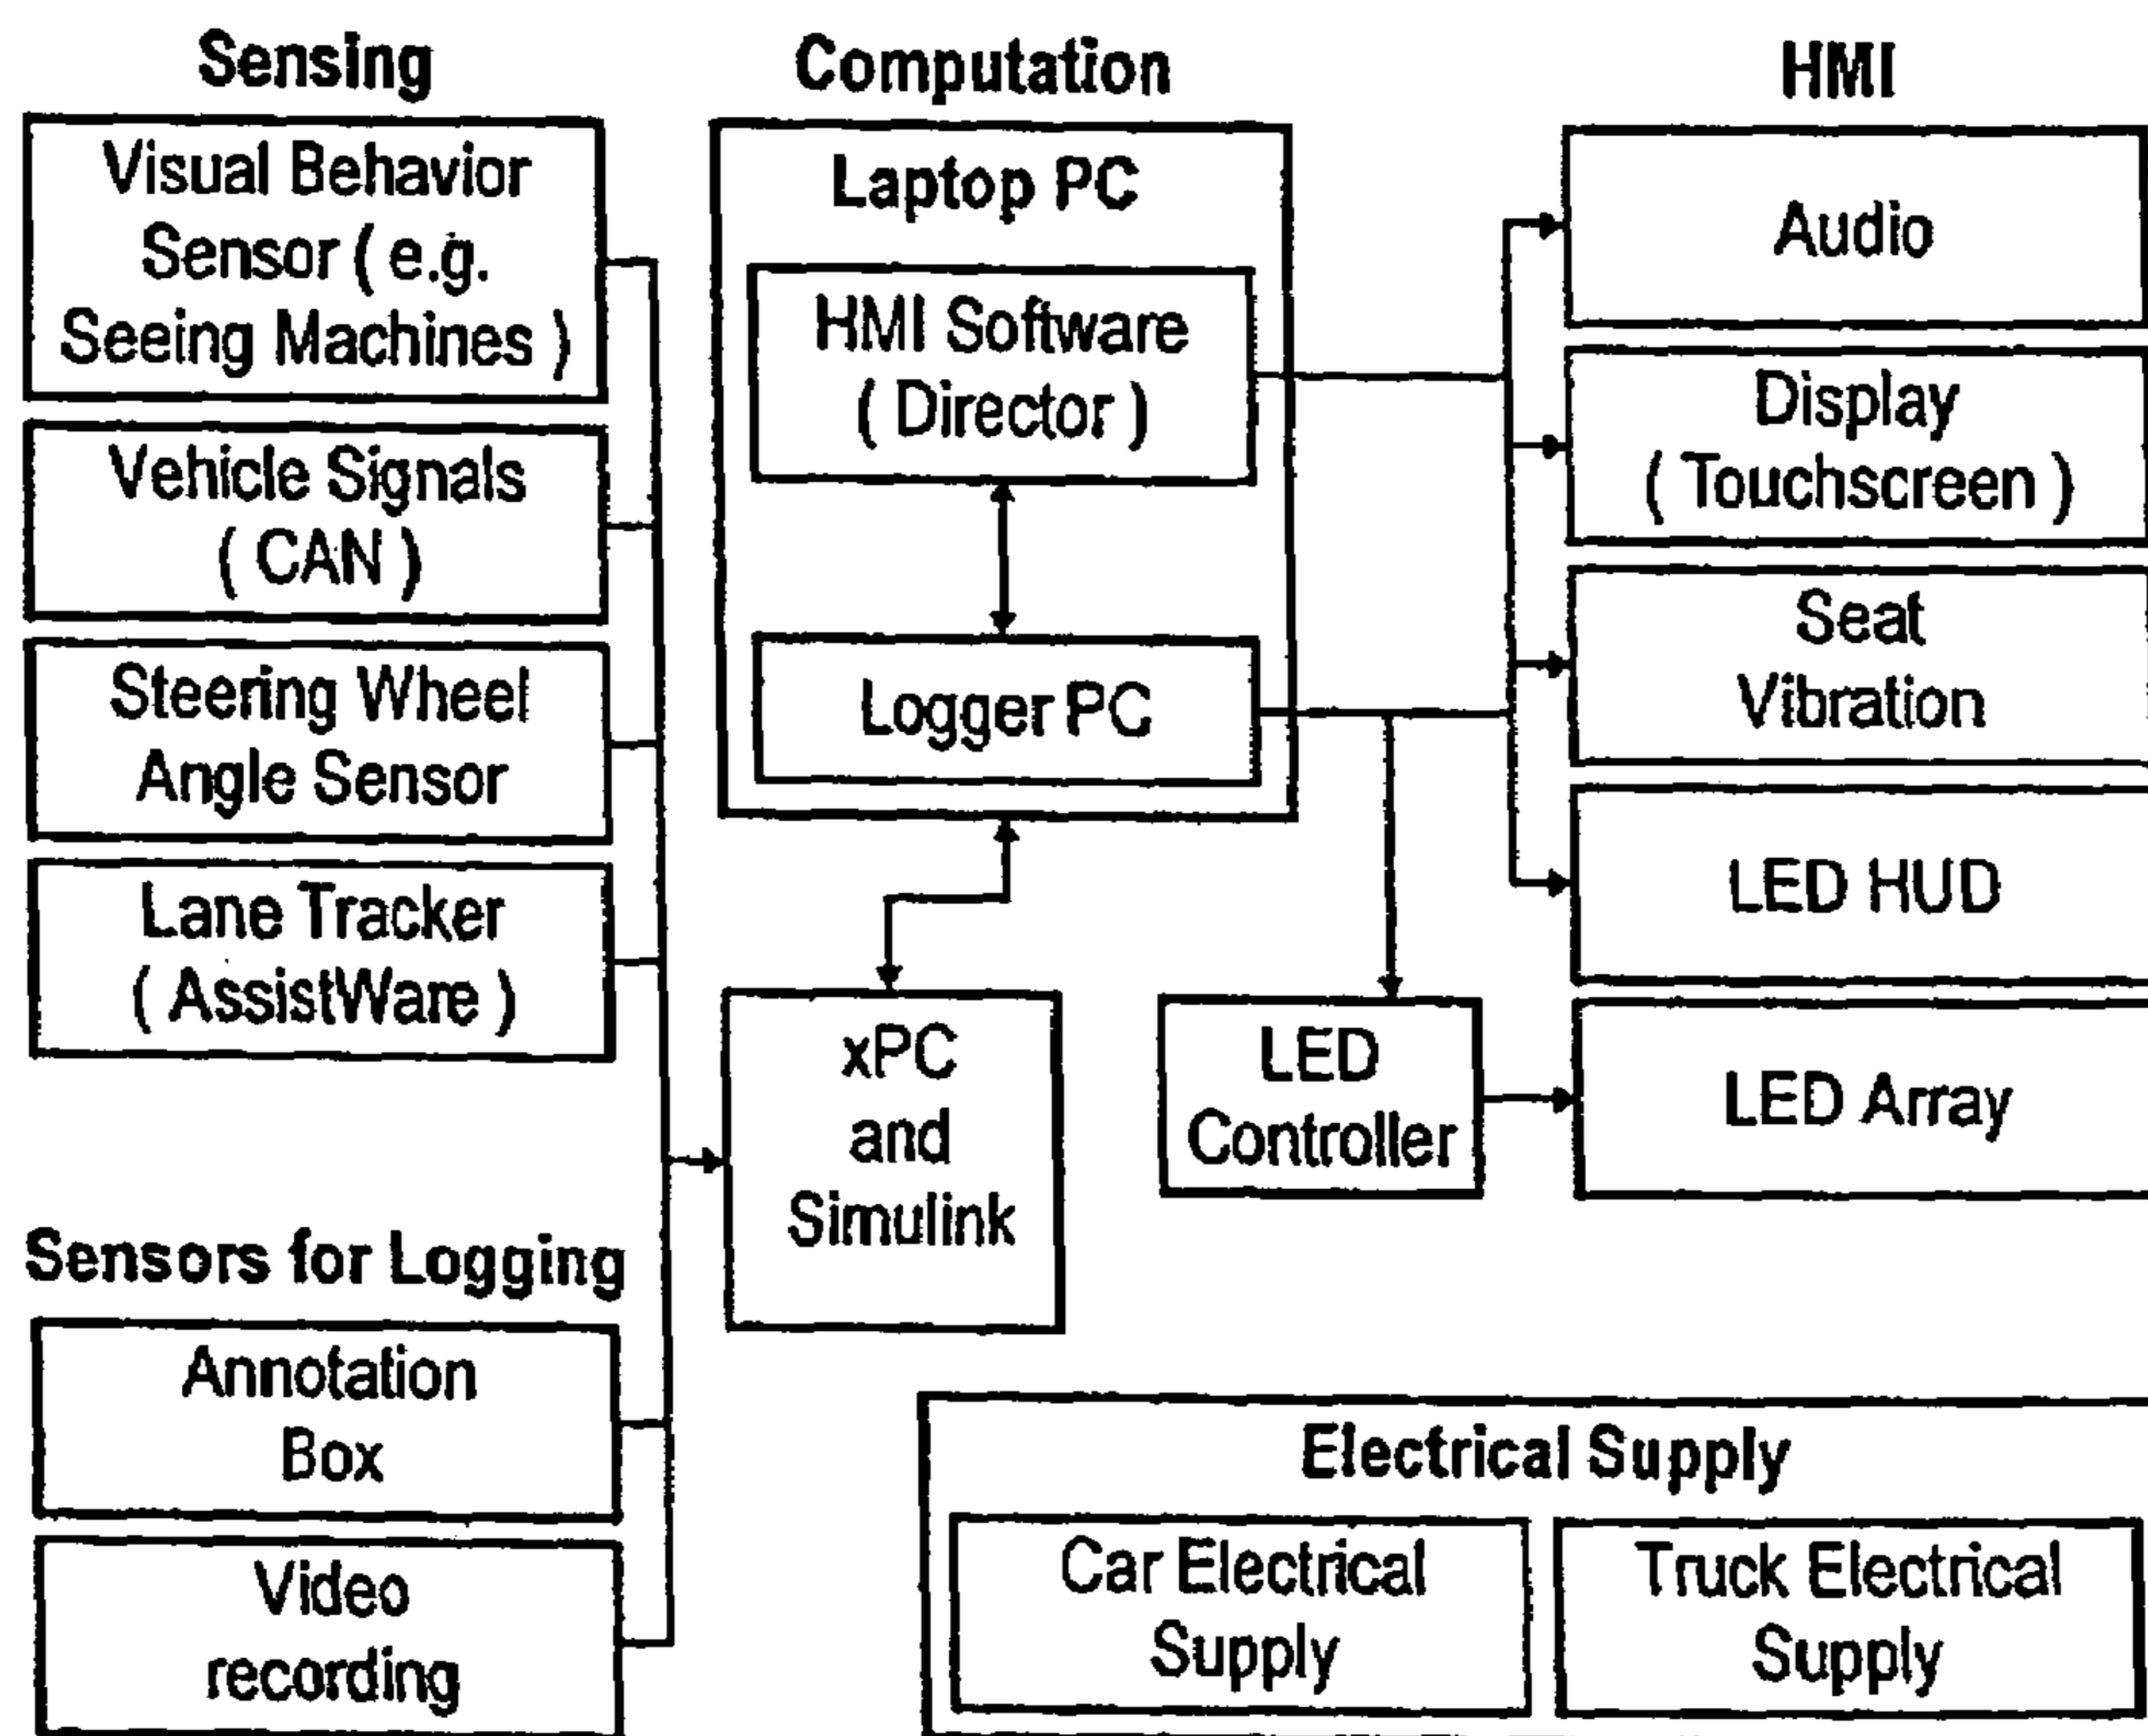 Sensing
Visual Behavior
Sensor ( e.g.
Seeing Machines )
Vehicle Signals
( CAN )
Steering Wheel
Angle Sensor
Lane Tracker
( AssistWare )
Sensors for Logging
Annotation
Box
Video
recording
Computation
Laptop PC
HMI Software
( Director )
Logger PC
xPC
and
Simulink
LED
Controller
HMI
Audio
Display
( Touchscreen )
Seat
Vibration
LED HUD
LED Array
Electrical Supply
Car Electrical
Supply
Truck Electrical
Supply